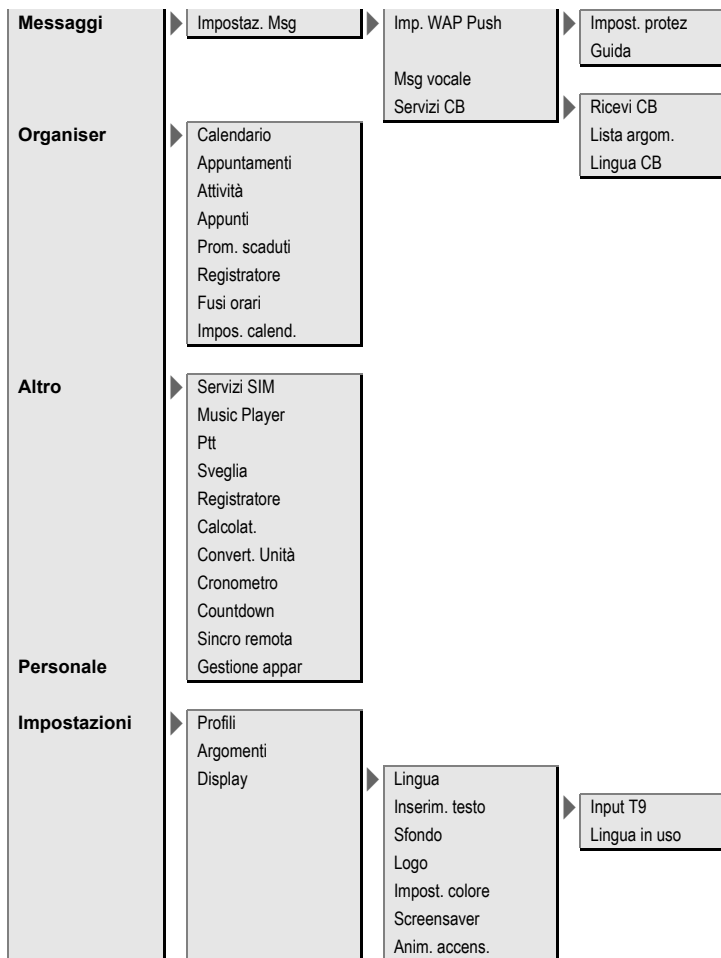 Messaggi Impostaz. Msg Imp. WAP Push Impost. protez
Guida
Msg vocale
Servizi CB Ricevi CB
Organiser Calendario Lista argom.
Appuntamenti Lingua CB
Attività
Appunti
Prom. scaduti
Registratore
Fusi orari
Impos. calend.
Altro Servizi SIM
Music Player
Ptt
Sveglia
Registratore
Calcolat.
Convert. Unità
Cronometro
Countdown
Sincro remota
Personale Gestione appar
Impostazioni Profili
Argomenti
Display Lingua
Inserim. testo Input T9
Sfondo Lingua in uso
Logo
Impost. colore
Screensaver
Anim. accens.